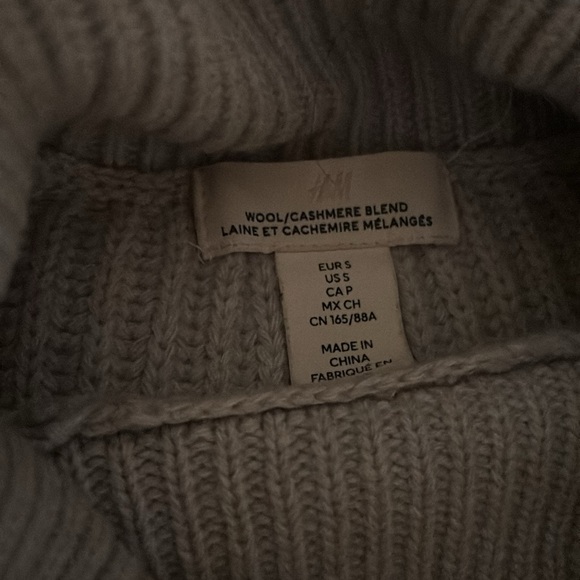 H&M
WOOL/CASHMERE BLEND
LAINE ET CACHEMIRE MÉLANGÉS
EUR S
US S
CA P
MX CH
CN 165/88A
MADE IN
CHINA
FABRIQUE EN